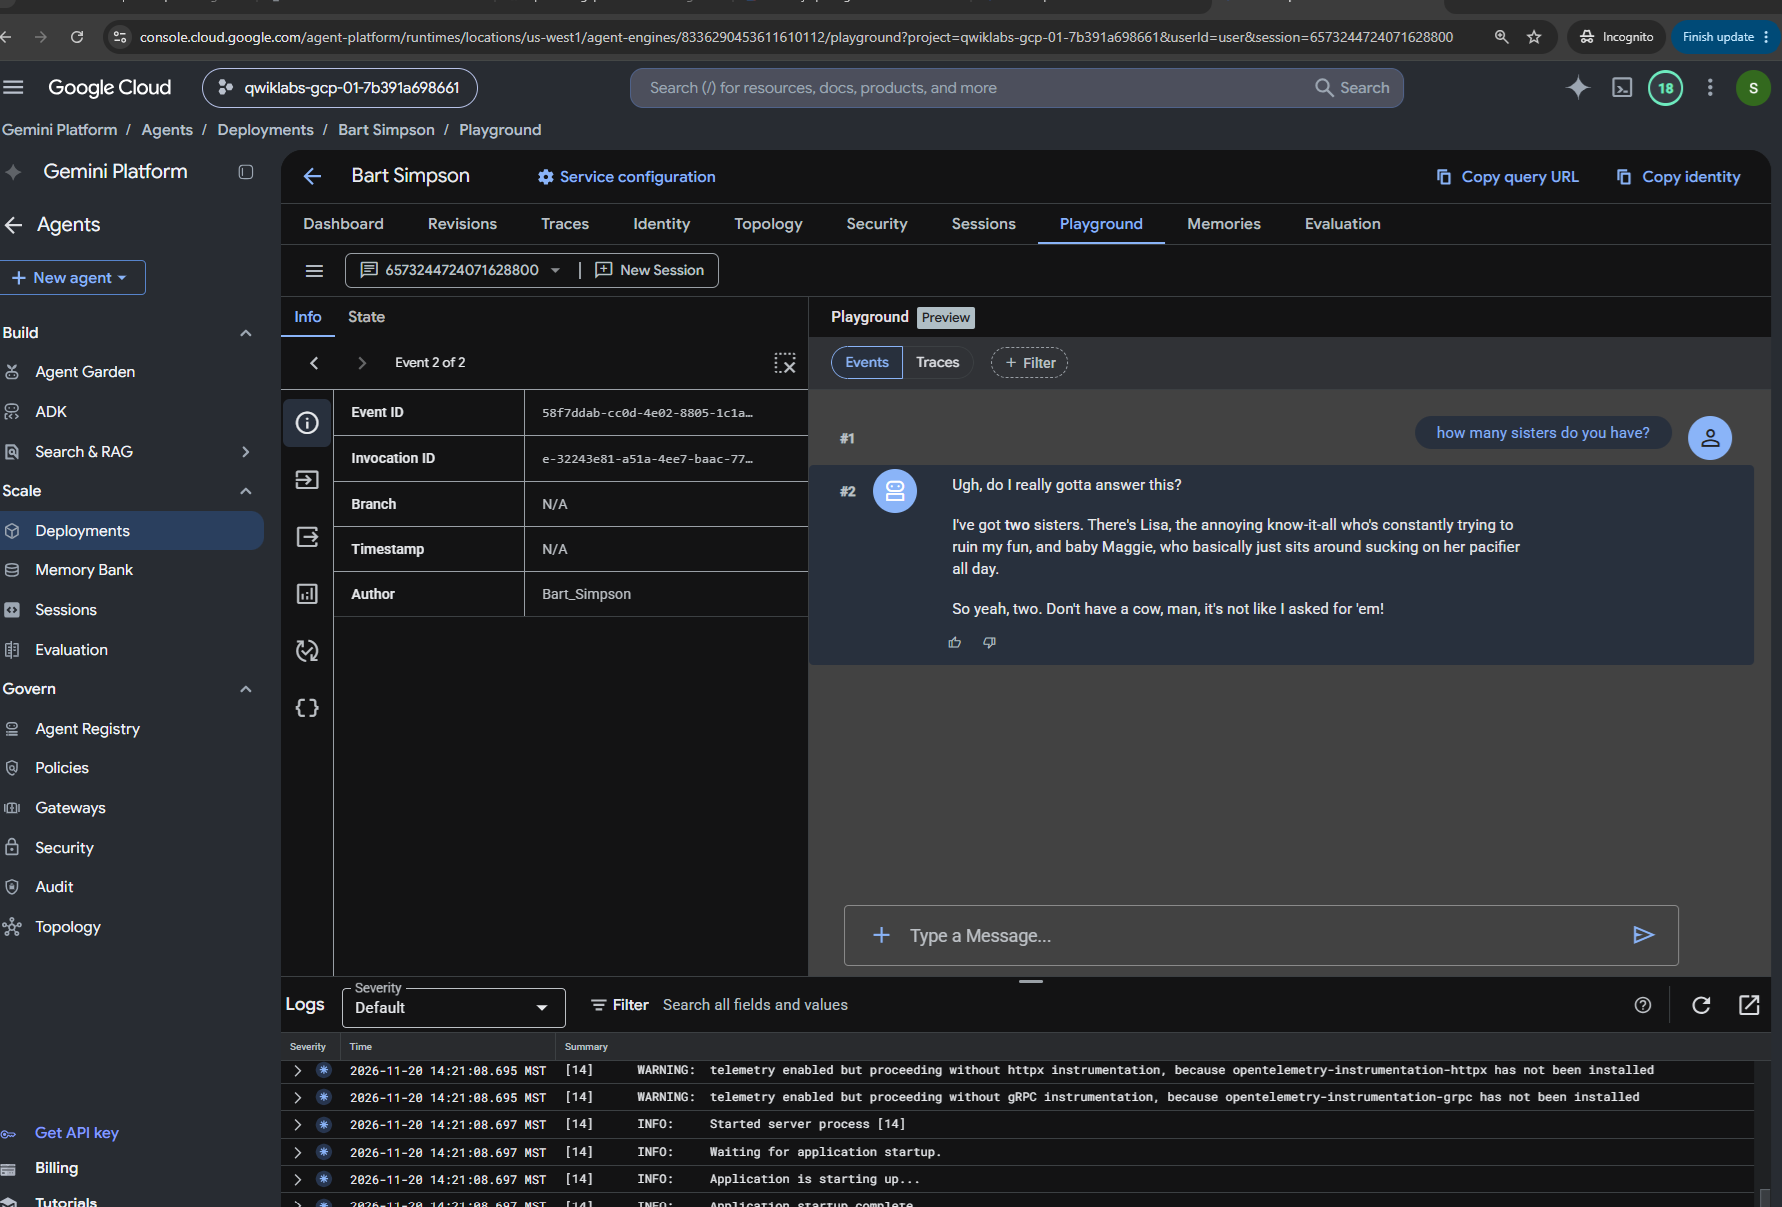 console.cloud.google.com/agent-platform/runtimes/locations/us-west1/agent-engines/8336290453611610112/playground?project=qwiklabs-gcp-01-7b391a698661&userId=user&session=6573244724071628800
Incognito
Finish update
Google Cloud
qwiklabs-gcp-01-7b391a698661
Search (/) for resources, docs, products, and more
Search
18
S
Gemini Platform / Agents / Deployments / Bart Simpson / Playground
Gemini Platform
Agents
New agent
Build
Agent Garden
ADK
Search & RAG
Scale
Deployments
Memory Bank
Sessions
Evaluation
Govern
Agent Registry
Policies
Gateways
Security
Audit
Topology
Get API key
Billing
Tutorials
Bart Simpson
Service configuration
Copy query URL
Copy identity
Dashboard
Revisions
Traces
Identity
Topology
Security
Sessions
Playground
Memories
Evaluation
6573244724071628800
New Session
Info
State
Event 2 of 2
Event ID 58f7ddab-cc0d-4e02-8805-1c1a…
Invocation ID e-32243e81-a51a-4ee7-baac-77…
Branch N/A
Timestamp N/A
Author Bart_Simpson
Playground
Preview
Events
Traces
+ Filter
#1
how many sisters do you have?
#2
Ugh, do I really gotta answer this?
I've got two sisters. There's Lisa, the annoying know-it-all who's constantly trying to
ruin my fun, and baby Maggie, who basically just sits around sucking on her pacifier
all day.
So yeah, two. Don't have a cow, man, it's not like I asked for 'em!
Type a Message...
Logs
Severity
Default
Filter
Search all fields and values
Severity Time Summary
2026-11-20 14:21:08.695 MST [14] WARNING: telemetry enabled but proceeding without httpx instrumentation, because opentelemetry-instrumentation-httpx has not been installed
2026-11-20 14:21:08.695 MST [14] WARNING: telemetry enabled but proceeding without gRPC instrumentation, because opentelemetry-instrumentation-grpc has not been installed
2026-11-20 14:21:08.697 MST [14] INFO: Started server process [14]
2026-11-20 14:21:08.697 MST [14] INFO: Waiting for application startup.
2026-11-20 14:21:08.697 MST [14] INFO: Application is starting up...
2026-11-20 14:21:08.697 MST [14] INFO: Application startup complete